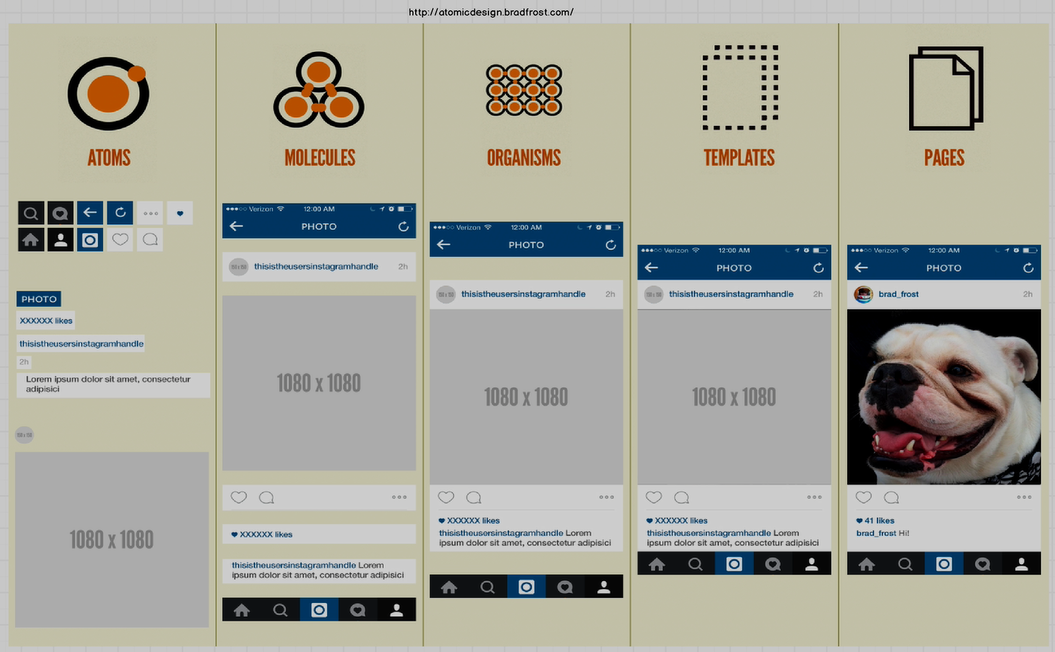 http://atomicdesign.bradfrost.com/
ATOMS
PHOTO
XXXXXX likes
thisistheusersinstagramhandle
2h
Lorem ipsum dolor sit amet, consectetur
adipisici
1080 x 1080
MOLECULES
Verizon 12:00 AM
PHOTO
thisistheusersinstagramhandle 2h
1080 x 1080
XXXXXX likes
thisistheusersinstagramhandle Lorem
ipsum dolor sit amet, consectetur adipisici
ORGANISMS
Verizon 12:00 AM
PHOTO
thisistheusersinstagramhandle 2h
1080 x 1080
XXXXXX likes
thisistheusersinstagramhandle Lorem
ipsum dolor sit amet, consectetur adipisici
TEMPLATES
Verizon 12:00 AM
PHOTO
thisistheusersinstagramhandle 2h
1080 x 1080
XXXXXX likes
thisistheusersinstagramhandle Lorem
ipsum dolor sit amet, consectetur adipisici
PAGES
Verizon 12:00 AM
PHOTO
brad_frost 2h
41 likes
brad_frost Hi!